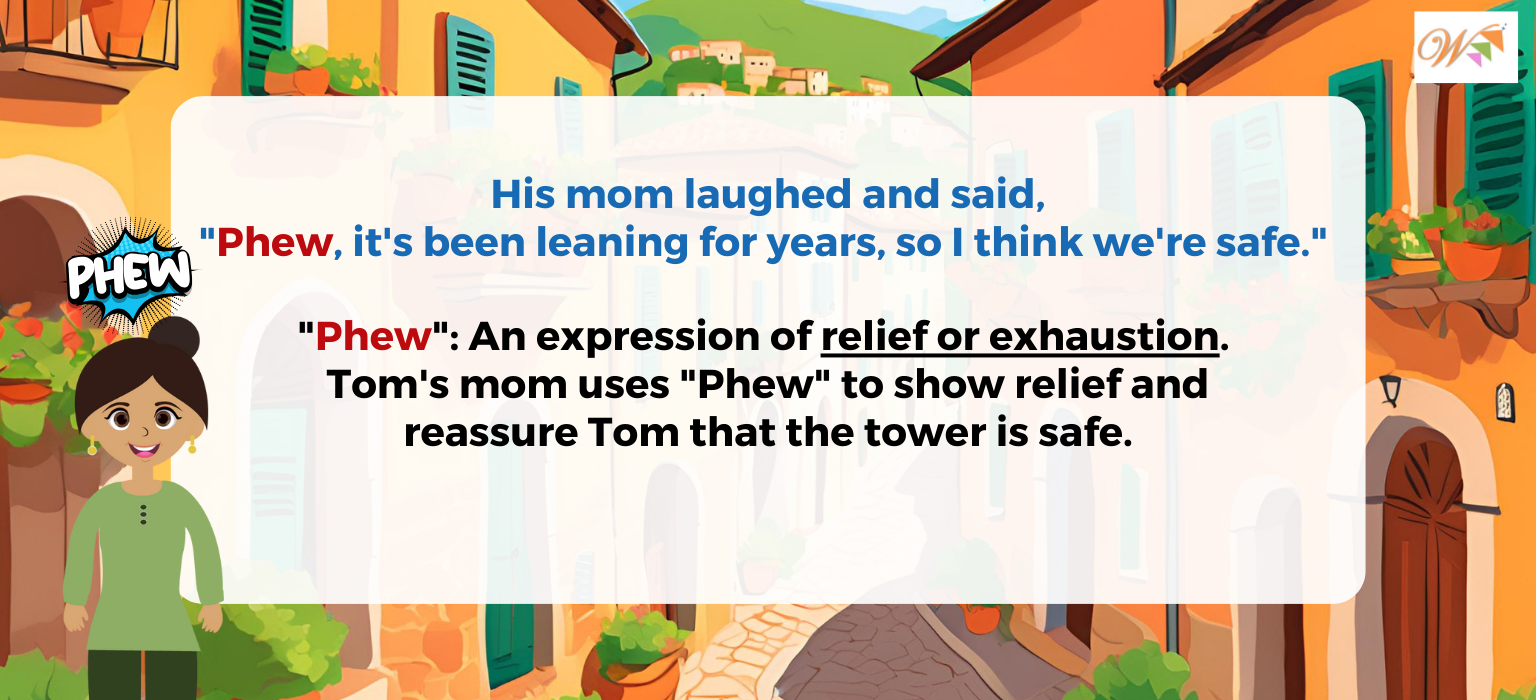 His mom laughed and said,
"Phew, it's been leaning for years, so I think we're safe."
PHEW
"Phew": An expression of relief or exhaustion.
Tom's mom uses "Phew" to show relief and
reassure Tom that the tower is safe.
W